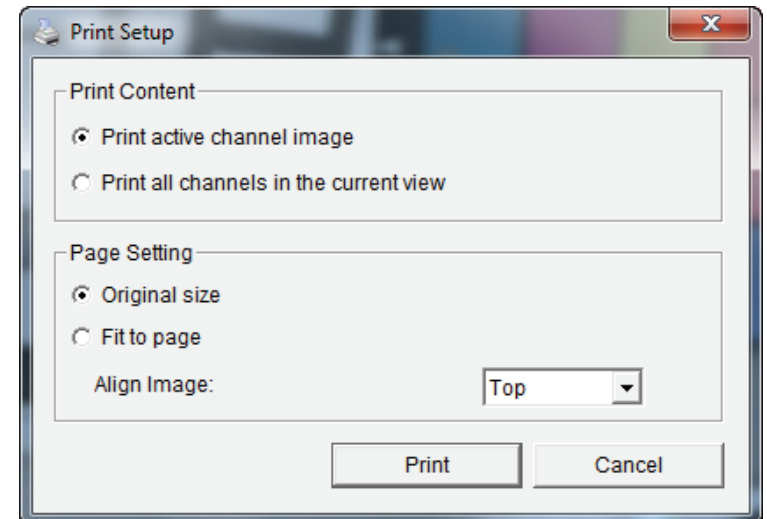 Print Setup
Print Content
Print active channel image
Print all channels in the current view
Page Setting
Original size
Fit to page
Align Image: Top
Print Cancel